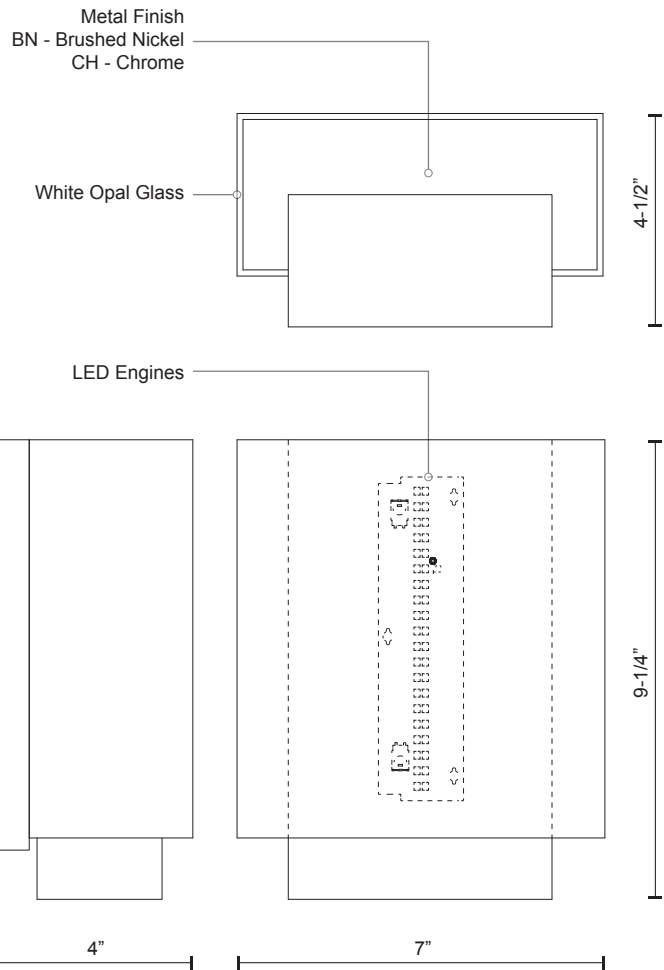 Metal Finish
BN - Brushed Nickel
CH - Chrome
White Opal Glass
4-1/2”
LED Engines
9-1/4”
4”
7”